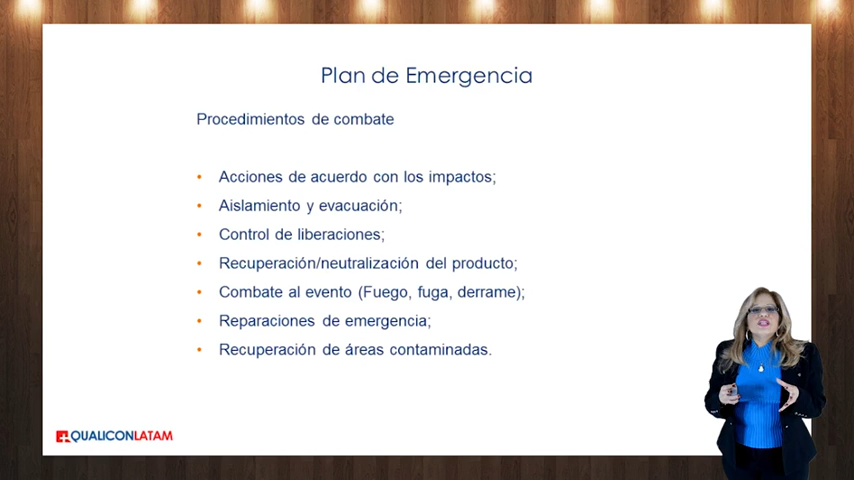 Plan de Emergencia
Procedimientos de combate
• Acciones de acuerdo con los impactos;
• Aislamiento y evacuación;
• Control de liberaciones;
• Recuperación/neutralización del producto;
• Combate al evento (Fuego, fuga, derrame);
• Reparaciones de emergencia;
• Recuperación de áreas contaminadas.
QUALICONLATAM